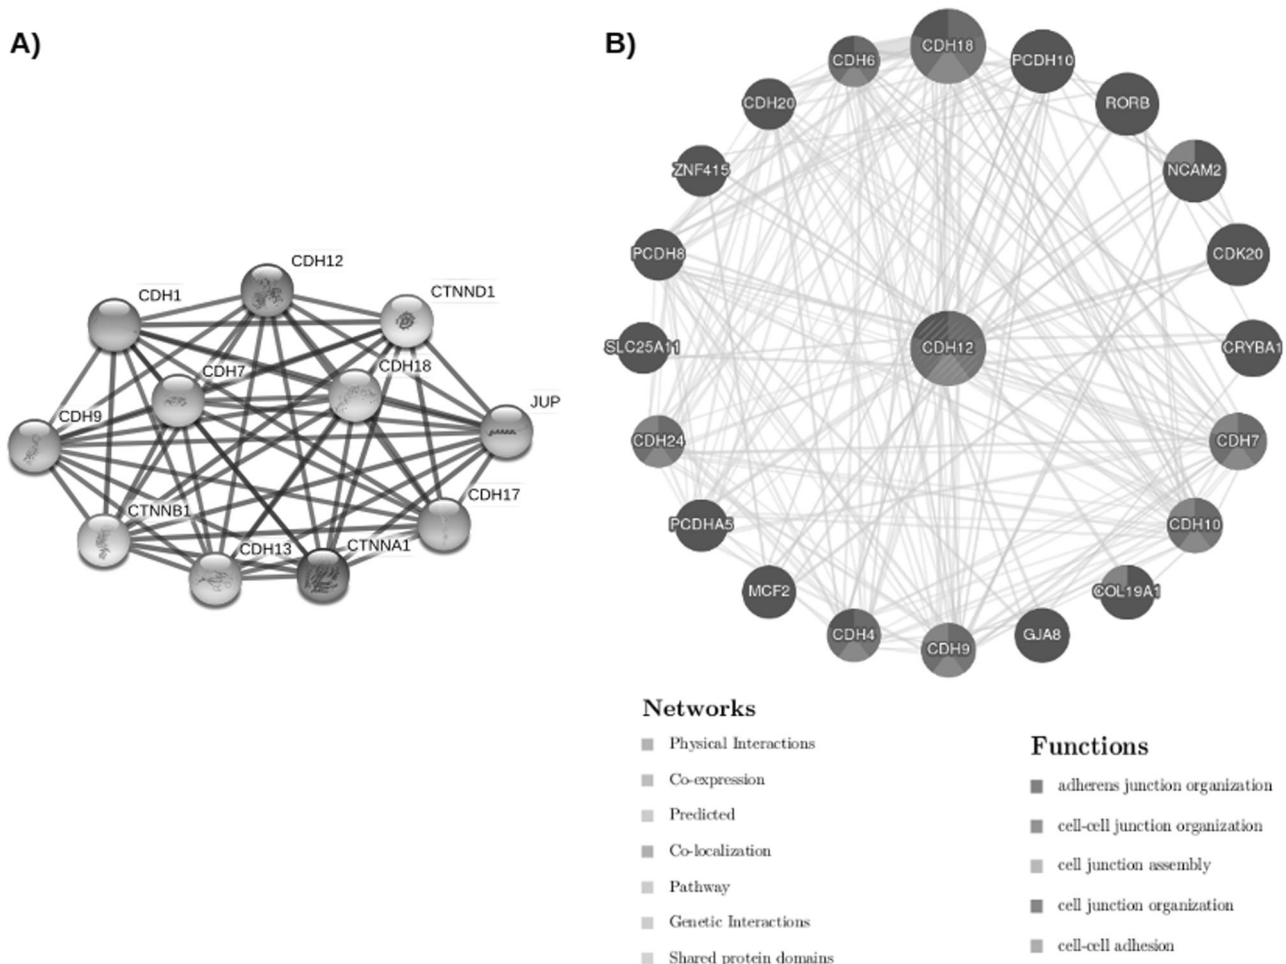 A)
CDH12
CDH1
CTNND1
CDH7
CDH18
JUP
CDH9
CDH17
CTNNB1
CDH13
CTNNA1
B)
CDH18
CDH6
PCDH10
CDH20
RORB
ZNF415
NCAM2
PCDH8
CDK20
SLC25A11
CDH12
CRYBA1
CDH24
CDH7
PCDHA5
CDH10
MCF2
COL19A1
CDH4
CDH9
GJA8
Networks
Physical Interactions
Co-expression
Predicted
Co-localization
Pathway
Genetic Interactions
Shared protein domains
Functions
adherens junction organization
cell-cell junction organization
cell junction assembly
cell junction organization
cell-cell adhesion